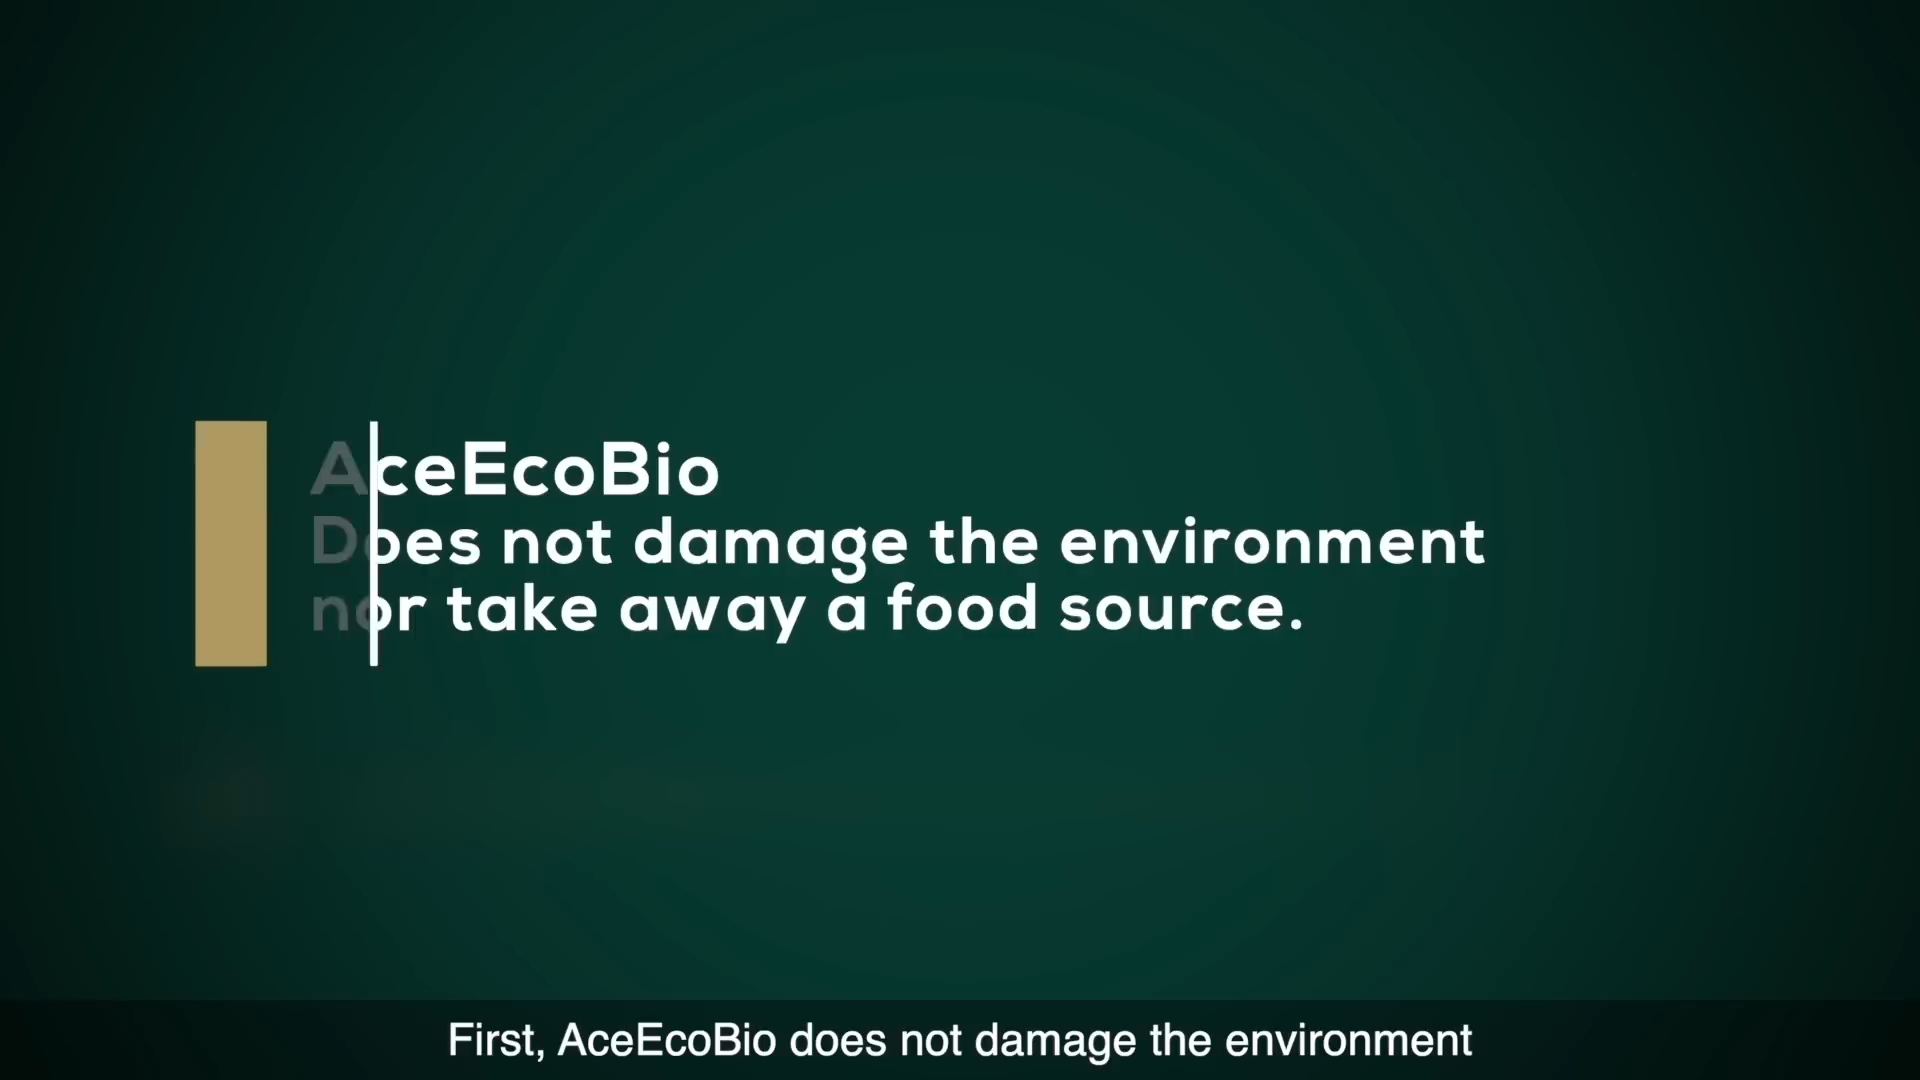 AceEcoBio
Does not damage the environment
nor take away a food source.
First, AceEcoBio does not damage the environment